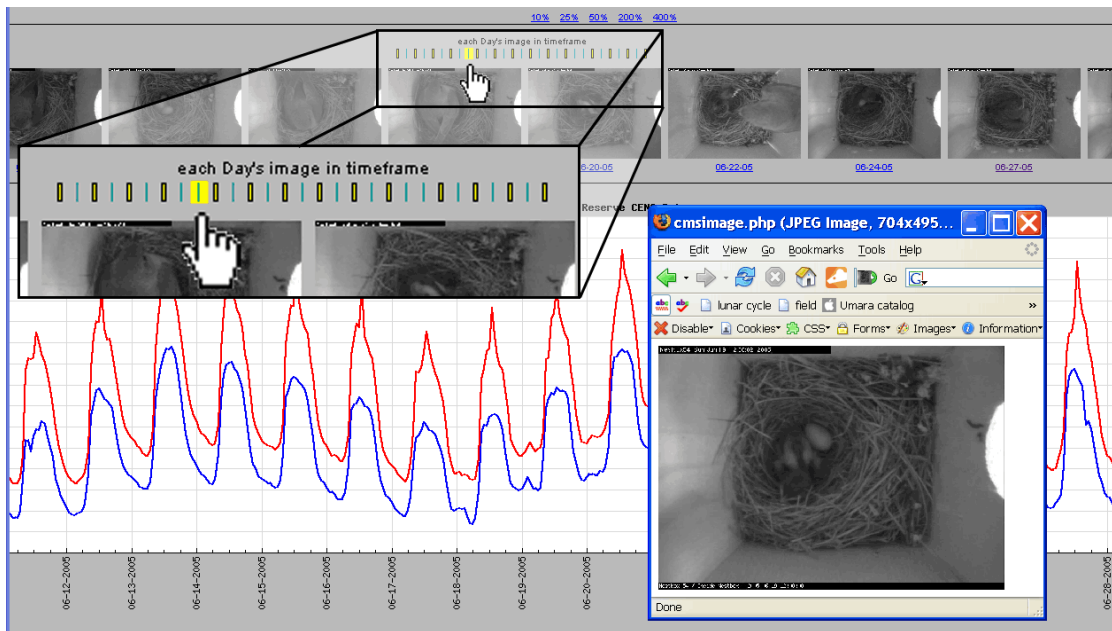 10% 25% 50% 200% 400%
each Day's image in timeframe
06-20-05 06-22-05 06-24-05 06-27-05
each Day's image in timeframe
Reserve
cmsimage.php (JPEG Image, 704x495...
File Edit View Go Bookmarks Tools Help
Go G
abc abc lunar cycle field Umara catalog »
Disable Cookies CSS Forms Images Information
Done
06-12-2005
06-13-2005
06-14-2005
06-15-2005
06-16-2005
06-17-2005
06-18-2005
06-19-2005
06-20-2005
06-28-2005